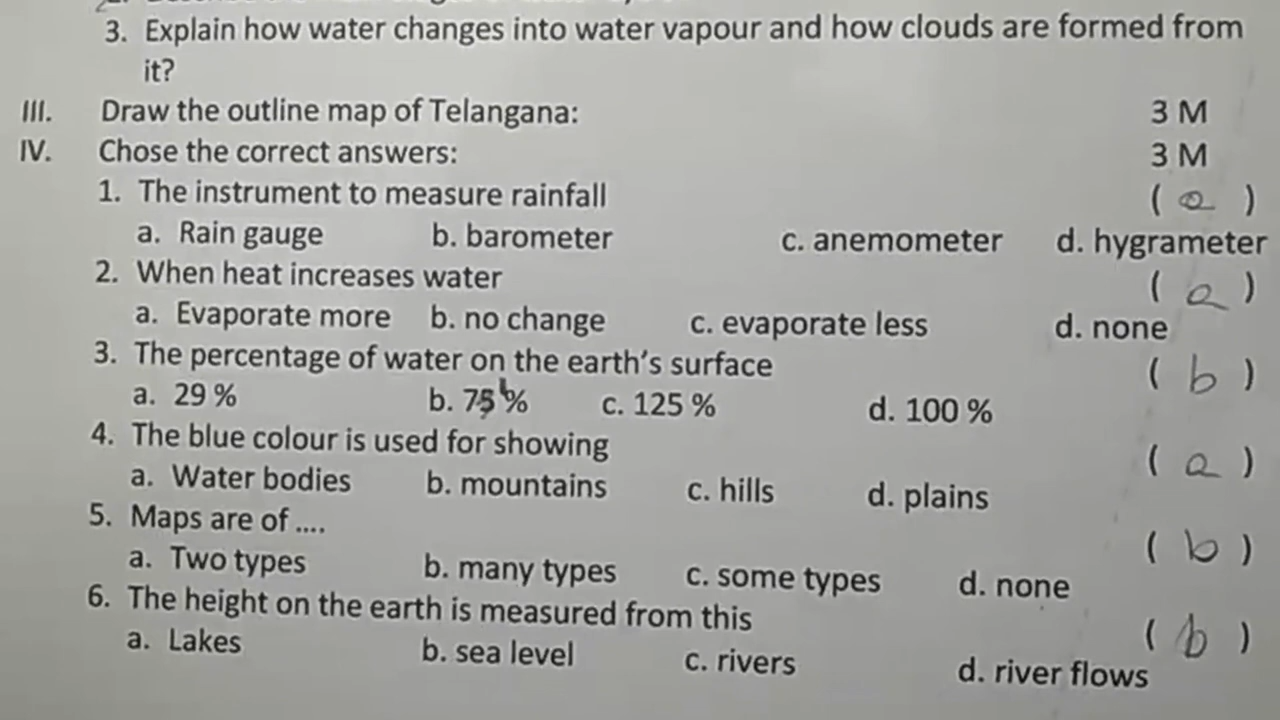 3. Explain how water changes into water vapour and how clouds are formed from
it?
III. Draw the outline map of Telangana: 3 M
IV. Chose the correct answers: 3 M
1. The instrument to measure rainfall ( a )
a. Rain gauge b. barometer c. anemometer d. hygrameter
2. When heat increases water ( a )
a. Evaporate more b. no change c. evaporate less d. none
3. The percentage of water on the earth's surface ( b )
a. 29 % b. 75 % c. 125 % d. 100 %
4. The blue colour is used for showing ( a )
a. Water bodies b. mountains c. hills d. plains
5. Maps are of .... ( b )
a. Two types b. many types c. some types d. none
6. The height on the earth is measured from this ( b )
a. Lakes b. sea level c. rivers d. river flows